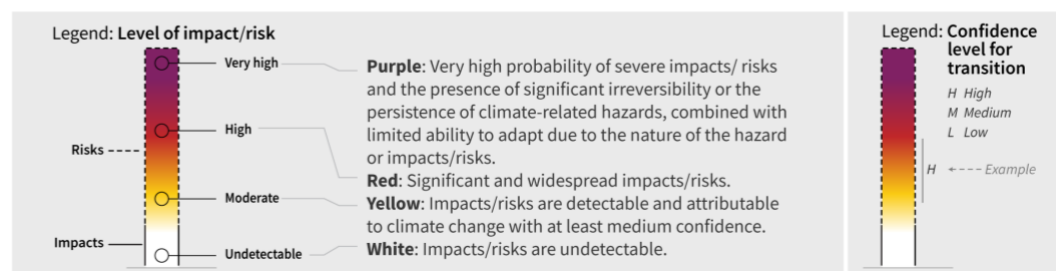 Legend: Level of impact/risk
Very high
High
Risks
Moderate
Impacts
Undetectable
Purple: Very high probability of severe impacts/ risks
and the presence of significant irreversibility or the
persistence of climate-related hazards, combined with
limited ability to adapt due to the nature of the hazard
or impacts/risks.
Red: Significant and widespread impacts/risks.
Yellow: Impacts/risks are detectable and attributable
to climate change with at least medium confidence.
White: Impacts/risks are undetectable.
Legend: Confidence
level for
transition
H High
M Medium
L Low
H Example